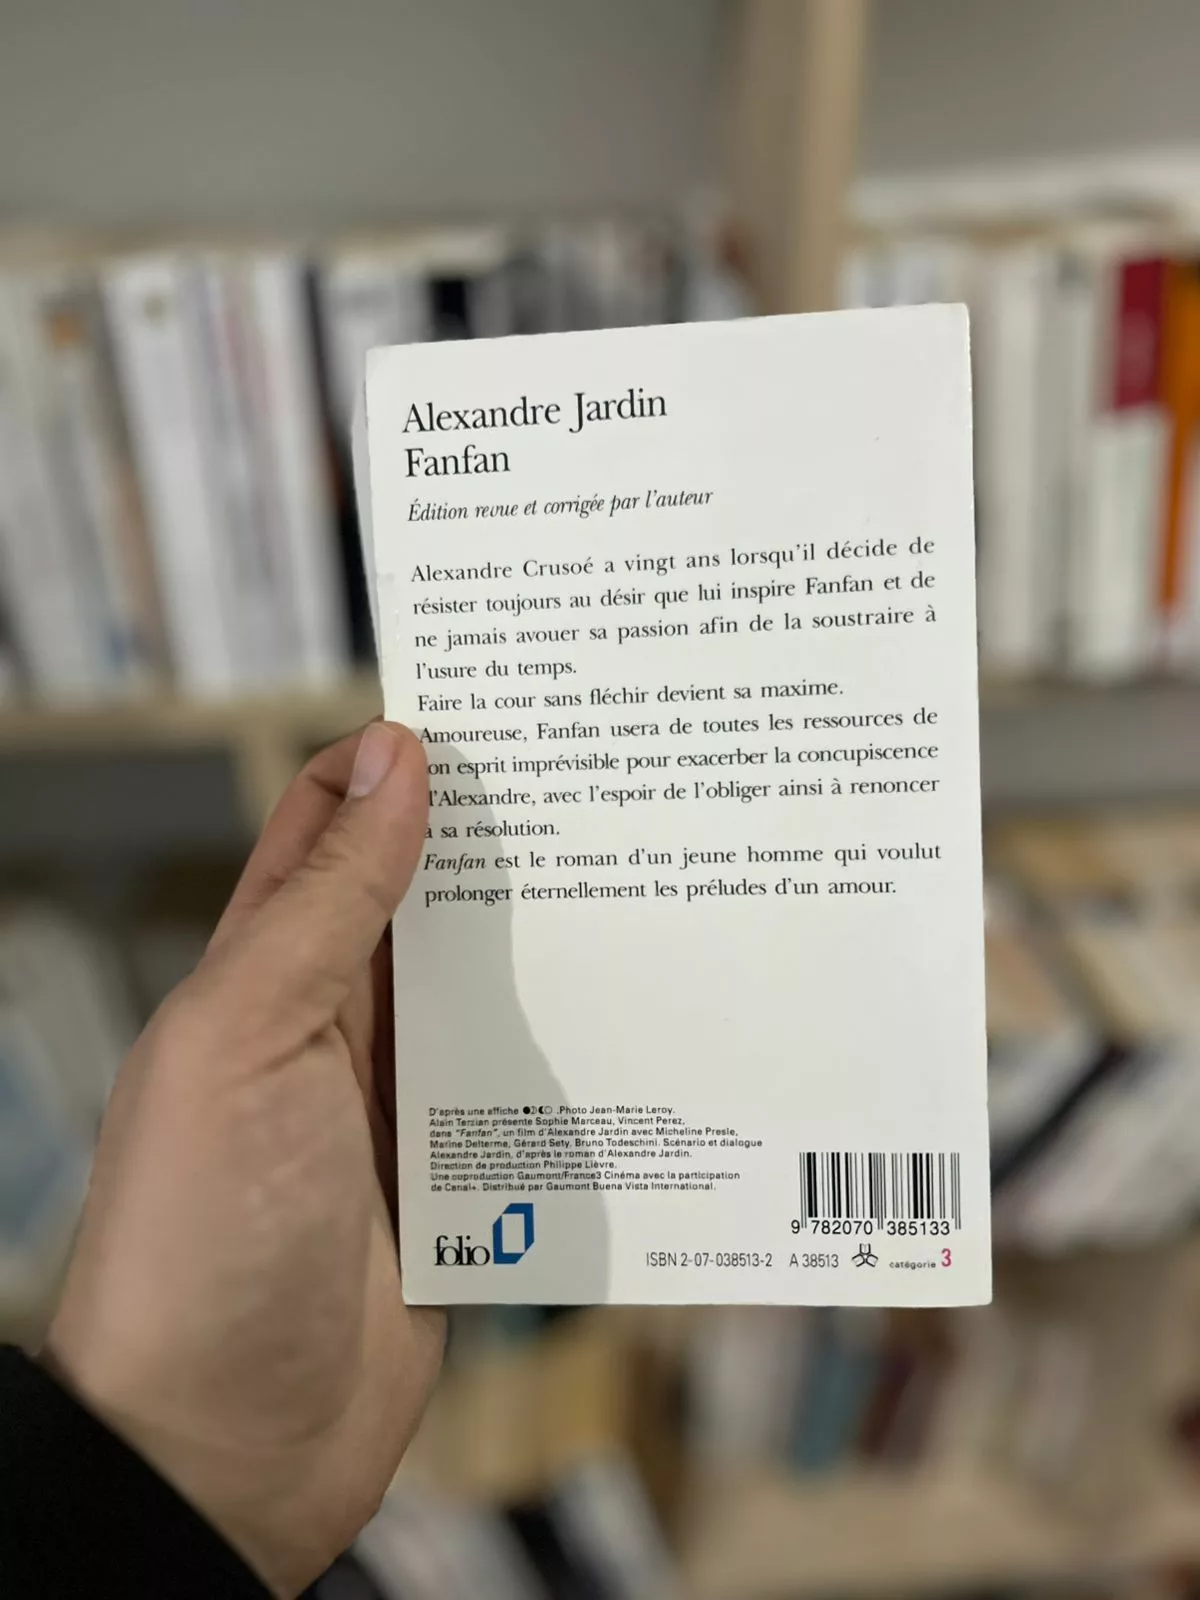 Alexandre Jardin
Fanfan
Édition revue et corrigée par l'auteur
Alexandre Crusoé a vingt ans lorsqu'il décide de
résister toujours au désir que lui inspire Fanfan et de
ne jamais avouer sa passion afin de la soustraire à
l'usure du temps.
Faire la cour sans fléchir devient sa maxime.
Amoureuse, Fanfan usera de toutes les ressources de
on esprit imprévisible pour exacerber la concupiscence
l'Alexandre, avec l'espoir de l'obliger ainsi à renoncer
à sa résolution.
Fanfan est le roman d'un jeune homme qui voulut
prolonger éternellement les préludes d'un amour.
D'après une affiche .Photo Jean-Marie Leroy.
Alain Terzian présente Sophie Marceau, Vincent Perez,
dans "Fanfan", un film d'Alexandre Jardin avec Micheline Presle,
Marine Delterme, Gérard Sety, Bruno Todeschini. Scénario et dialogue
Alexandre Jardin, d'après le roman d'Alexandre Jardin.
Direction de production Philippe Lièvre.
Une coproduction Gaumont/France3 Cinéma avec la participation
de Canal+. Distribué par Gaumont Buena Vista International.
folio
9 782070 385133
ISBN 2-07-038513-2 A 38513 catégorie 3